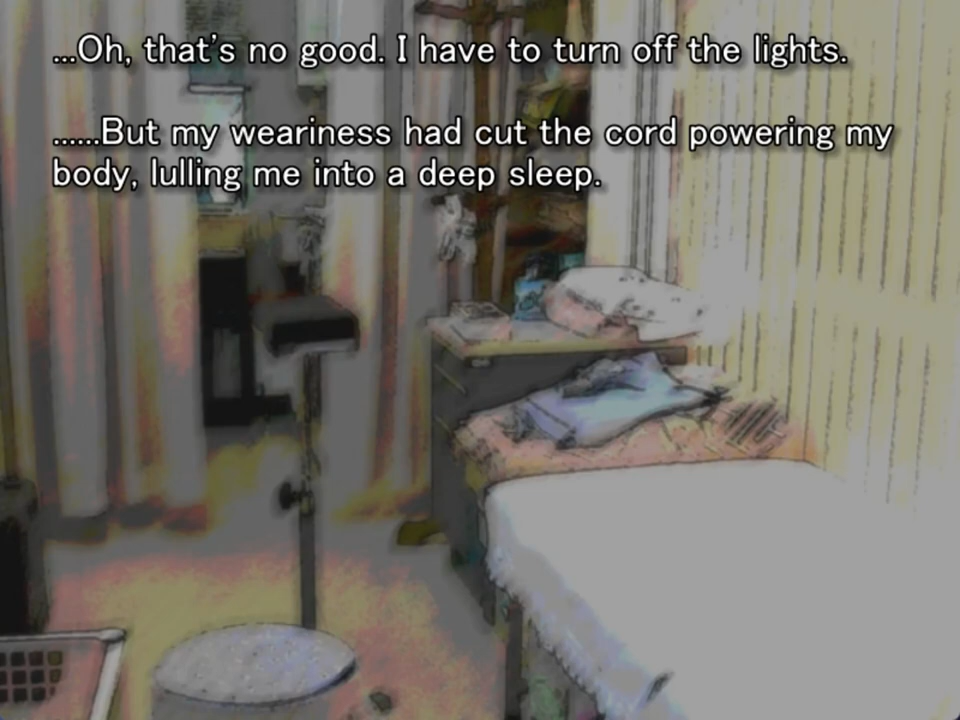 ...Oh, that's no good. I have to turn off the lights.
......But my weariness had cut the cord powering my
body, lulling me into a deep sleep.